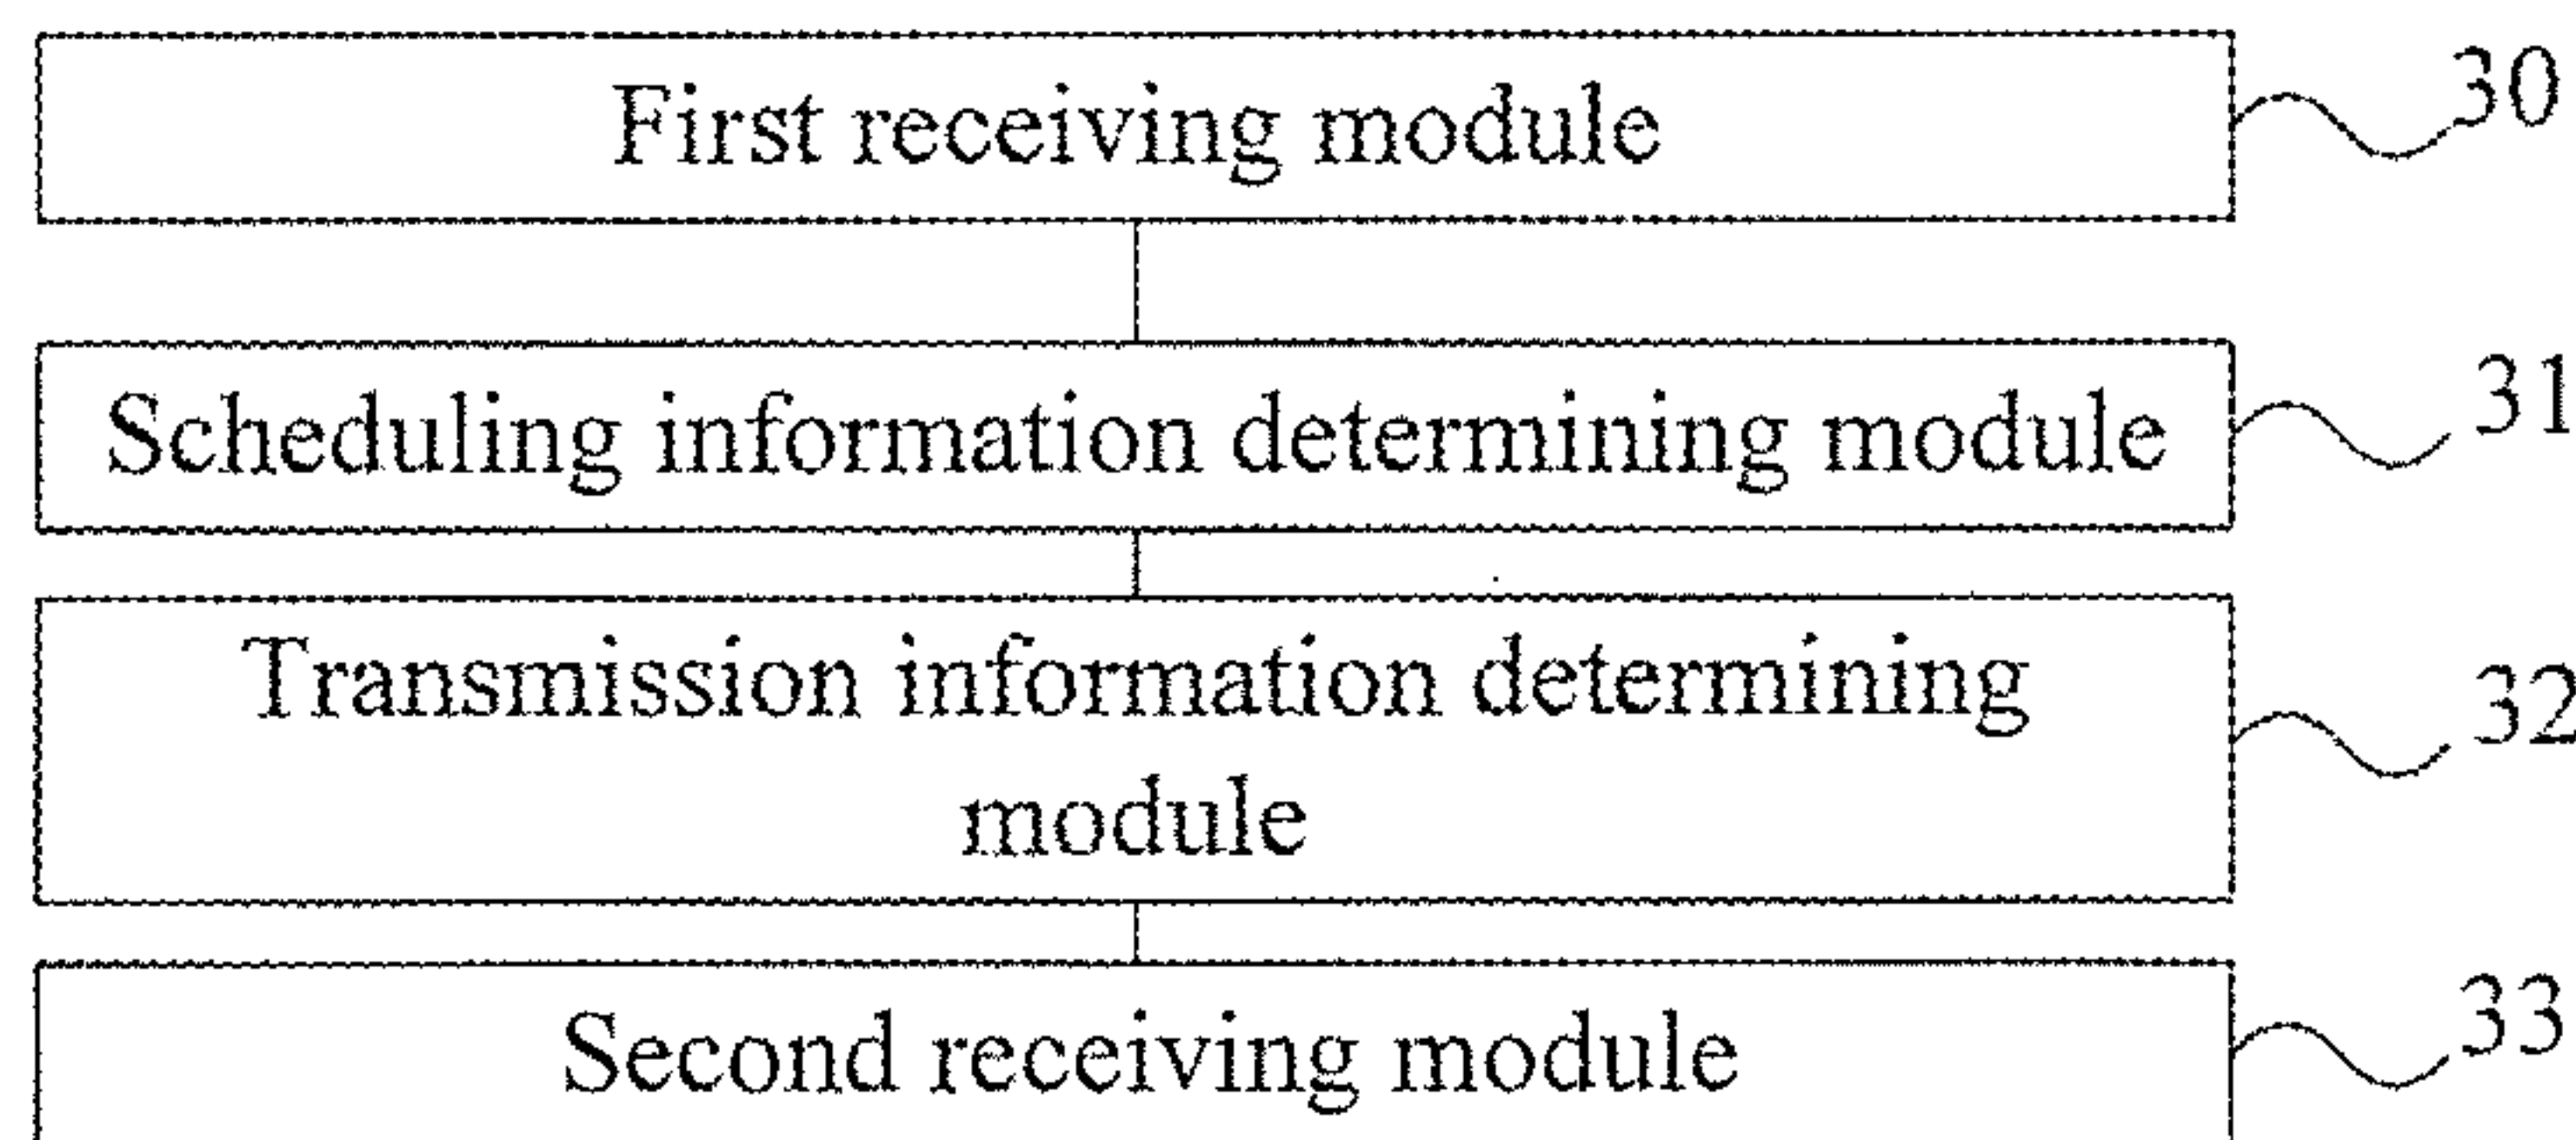 First receiving module 30
Scheduling information determining module 31
Transmission information determining
module
32
Second receiving module 33